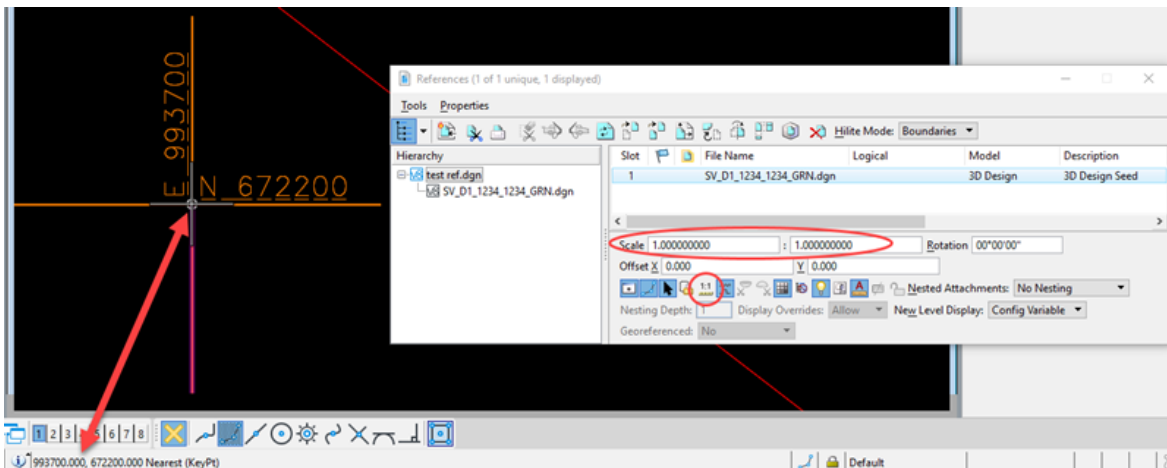 E 993700
N 672200
References (1 of 1 unique, 1 displayed)
Tools Properties
Hilite Mode: Boundaries
Hierarchy
test ref.dgn
SV_D1_1234_1234_GRN.dgn
Slot File Name Logical Model Description
1 SV_D1_1234_1234_GRN.dgn 3D Design 3D Design Seed
Scale 1.000000000 : 1.000000000 Rotation 00°00'00"
Offset X 0.000 Y 0.000
1:1 Nested Attachments: No Nesting
Nesting Depth: 1 Display Overrides: Allow New Level Display: Config Variable
Georeferenced: No
1 2 3 4 5 6 7 8
993700.000, 672200.000 Nearest (KeyPt) Default